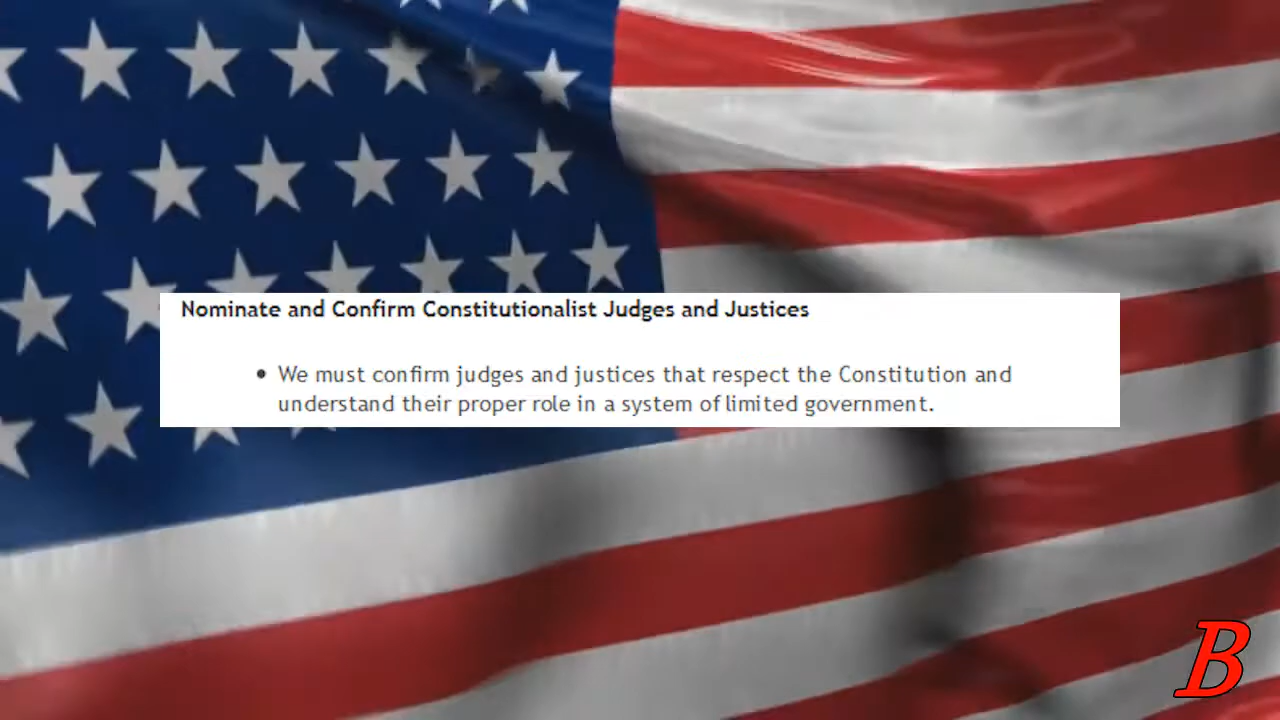 Nominate and Confirm Constitutionalist Judges and Justices
• We must confirm judges and justices that respect the Constitution and
understand their proper role in a system of limited government.
B